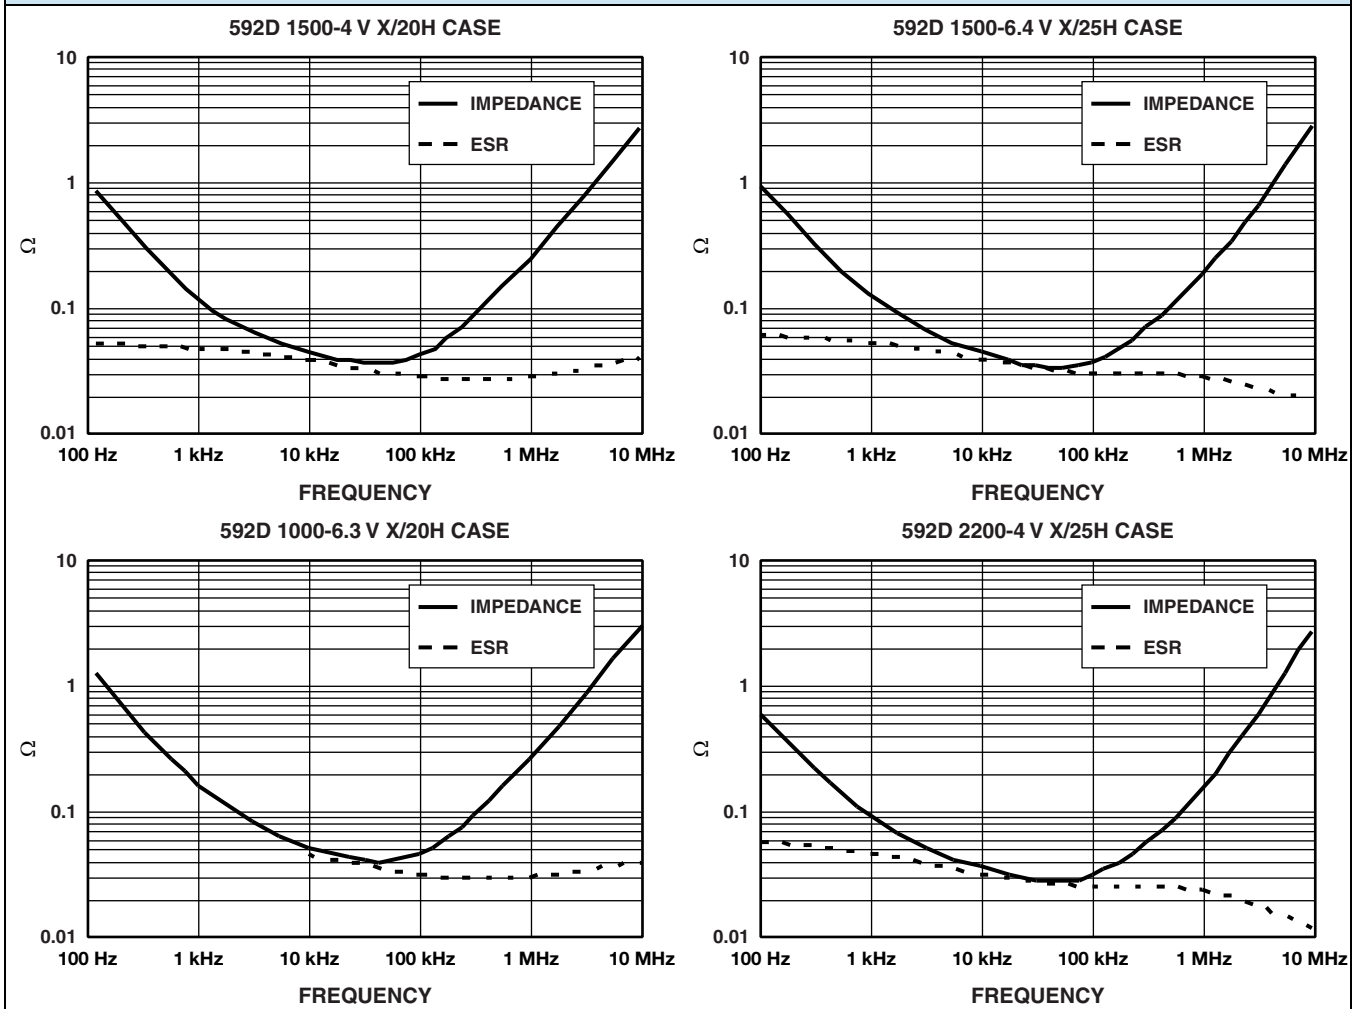 592D 1500-4 V X/20H CASE
10
1
0.1
0.01
Ω
IMPEDANCE
ESR
100 Hz 1 kHz 10 kHz 100 kHz 1 MHz 10 MHz
FREQUENCY
592D 1500-6.4 V X/25H CASE
10
1
0.1
0.01
Ω
IMPEDANCE
ESR
100 Hz 1 kHz 10 kHz 100 kHz 1 MHz 10 MHz
FREQUENCY
592D 1000-6.3 V X/20H CASE
10
1
0.1
0.01
Ω
IMPEDANCE
ESR
100 Hz 1 kHz 10 kHz 100 kHz 1 MHz 10 MHz
FREQUENCY
592D 2200-4 V X/25H CASE
10
1
0.1
0.01
Ω
IMPEDANCE
ESR
100 Hz 1 kHz 10 kHz 100 kHz 1 MHz 10 MHz
FREQUENCY